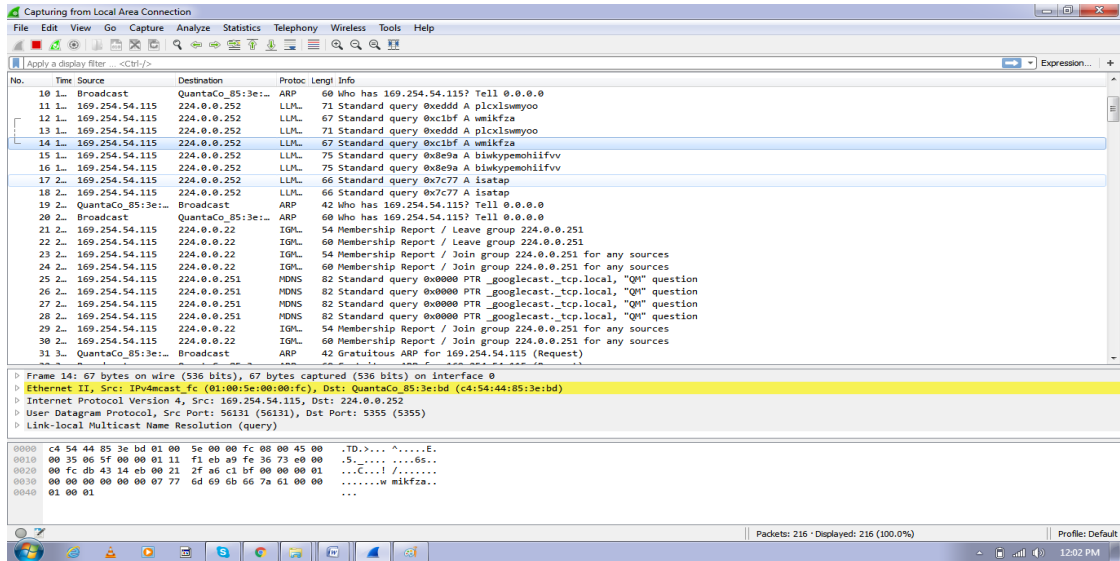 Capturing from Local Area Connection
File Edit View Go Capture Analyze Statistics Telephony Wireless Tools Help
Apply a display filter ... <Ctrl-/> Expression... +
No. Time Source Destination Protoc Lengt Info
10 1... Broadcast QuantaCo_85:3e:... ARP 60 Who has 169.254.54.115? Tell 0.0.0.0
11 1... 169.254.54.115 224.0.0.252 LLM... 71 Standard query 0xeddd A plcxlswmyoo
12 1... 169.254.54.115 224.0.0.252 LLM... 67 Standard query 0xc1bf A wmikfza
13 1... 169.254.54.115 224.0.0.252 LLM... 71 Standard query 0xeddd A plcxlswmyoo
14 1... 169.254.54.115 224.0.0.252 LLM... 67 Standard query 0xc1bf A wmikfza
15 1... 169.254.54.115 224.0.0.252 LLM... 75 Standard query 0x8e9a A biwkypemohiifvv
16 1... 169.254.54.115 224.0.0.252 LLM... 75 Standard query 0x8e9a A biwkypemohiifvv
17 2... 169.254.54.115 224.0.0.252 LLM... 66 Standard query 0x7c77 A isatap
18 2... 169.254.54.115 224.0.0.252 LLM... 66 Standard query 0x7c77 A isatap
19 2... QuantaCo_85:3e:... Broadcast ARP 42 Who has 169.254.54.115? Tell 0.0.0.0
20 2... Broadcast QuantaCo_85:3e:... ARP 60 Who has 169.254.54.115? Tell 0.0.0.0
21 2... 169.254.54.115 224.0.0.22 IGM... 54 Membership Report / Leave group 224.0.0.251
22 2... 169.254.54.115 224.0.0.22 IGM... 60 Membership Report / Leave group 224.0.0.251
23 2... 169.254.54.115 224.0.0.22 IGM... 54 Membership Report / Join group 224.0.0.251 for any sources
24 2... 169.254.54.115 224.0.0.22 IGM... 60 Membership Report / Join group 224.0.0.251 for any sources
25 2... 169.254.54.115 224.0.0.251 MDNS 82 Standard query 0x0000 PTR _googlecast._tcp.local, "QM" question
26 2... 169.254.54.115 224.0.0.251 MDNS 82 Standard query 0x0000 PTR _googlecast._tcp.local, "QM" question
27 2... 169.254.54.115 224.0.0.251 MDNS 82 Standard query 0x0000 PTR _googlecast._tcp.local, "QM" question
28 2... 169.254.54.115 224.0.0.251 MDNS 82 Standard query 0x0000 PTR _googlecast._tcp.local, "QM" question
29 2... 169.254.54.115 224.0.0.22 IGM... 54 Membership Report / Join group 224.0.0.251 for any sources
30 2... 169.254.54.115 224.0.0.22 IGM... 60 Membership Report / Join group 224.0.0.251 for any sources
31 3... QuantaCo_85:3e:... Broadcast ARP 42 Gratuitous ARP for 169.254.54.115 (Request)
Frame 14: 67 bytes on wire (536 bits), 67 bytes captured (536 bits) on interface 0
Ethernet II, Src: IPv4mcast_fc (01:00:5e:00:00:fc), Dst: QuantaCo_85:3e:bd (c4:54:44:85:3e:bd)
Internet Protocol Version 4, Src: 169.254.54.115, Dst: 224.0.0.252
User Datagram Protocol, Src Port: 56131 (56131), Dst Port: 5355 (5355)
Link-local Multicast Name Resolution (query)
0000 c4 54 44 85 3e bd 01 00 5e 00 00 fc 08 00 45 00 .TD.>... ^.....E.
0010 00 35 06 5f 00 00 01 11 f1 eb a9 fe 36 73 e0 00 .5._.... ....6s..
0020 00 fc db 43 14 eb 00 21 2f a6 c1 bf 00 00 00 01 ...C...! /.......
0030 00 00 00 00 00 00 07 77 6d 69 6b 66 7a 61 00 00 .......w mikfza..
0040 01 00 01 ...
Packets: 216 · Displayed: 216 (100.0%) Profile: Default
12:02 PM